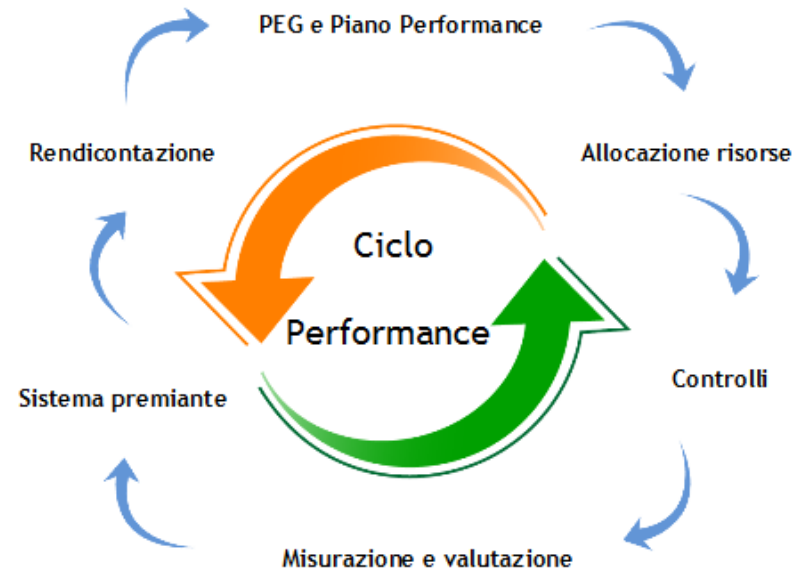 PEG e Piano Performance
Rendicontazione
Allocazione risorse
Ciclo
Performance
Controlli
Sistema premiante
Misurazione e valutazione